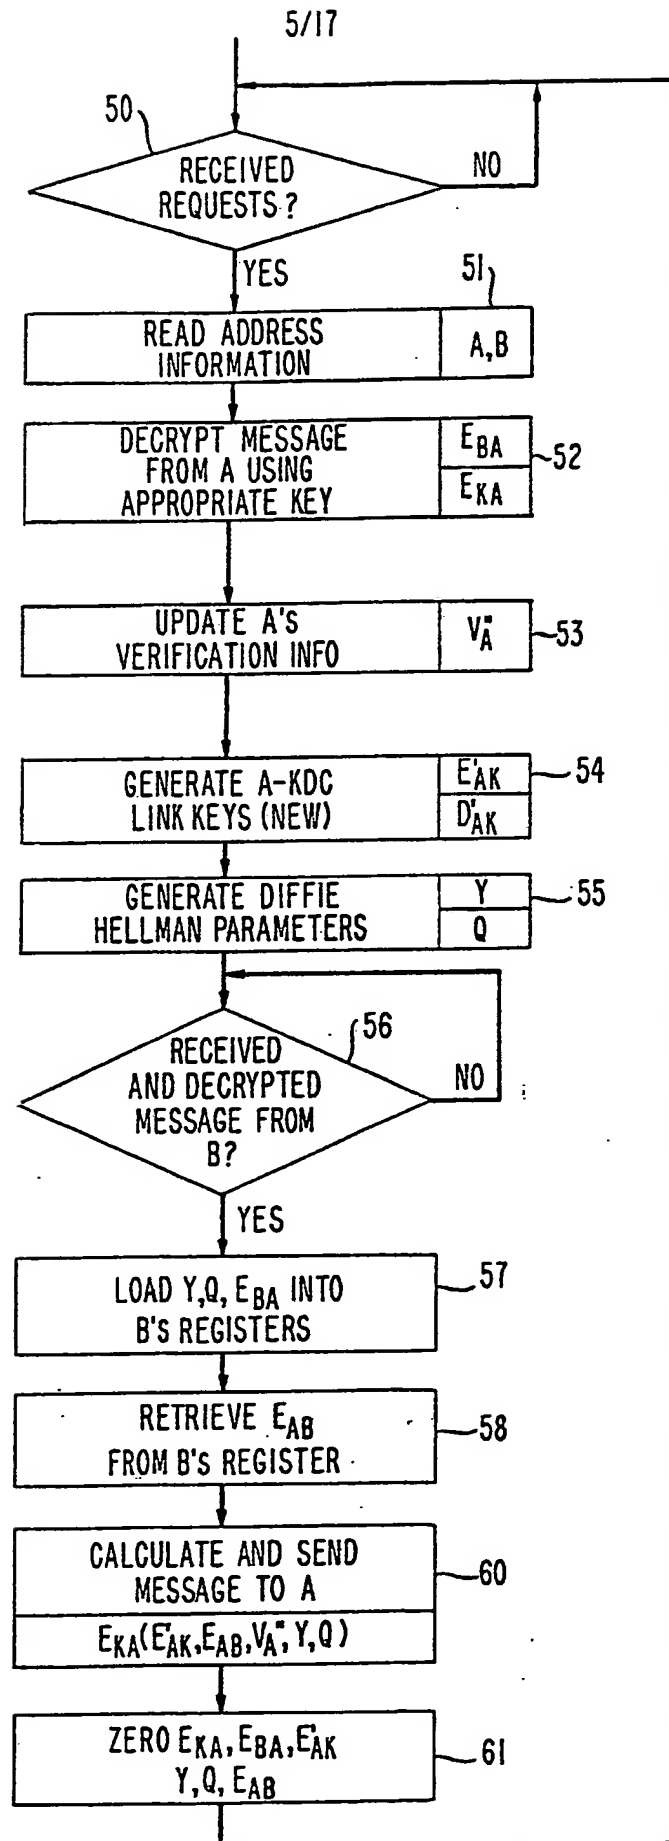 5/17
50
RECEIVED
REQUESTS?
NO
YES
51
READ ADDRESS
INFORMATION
A,B
DECRYPT MESSAGE
FROM A USING
APPROPRIATE KEY
E_BA
E_KA
52
UPDATE A's
VERIFICATION INFO
V_A"
53
GENERATE A-KDC
LINK KEYS (NEW)
E'_AK
D'_AK
54
GENERATE DIFFIE
HELLMAN PARAMETERS
Y
Q
55
56
RECEIVED
AND DECRYPTED
MESSAGE FROM
B?
NO
YES
LOAD Y,Q, E_BA INTO
B's REGISTERS
57
RETRIEVE E_AB
FROM B's REGISTER
58
CALCULATE AND SEND
MESSAGE TO A
E_KA(E'_AK, E_AB, V_A", Y, Q)
60
ZERO E_KA, E_BA, E'_AK
Y, Q, E_AB
61